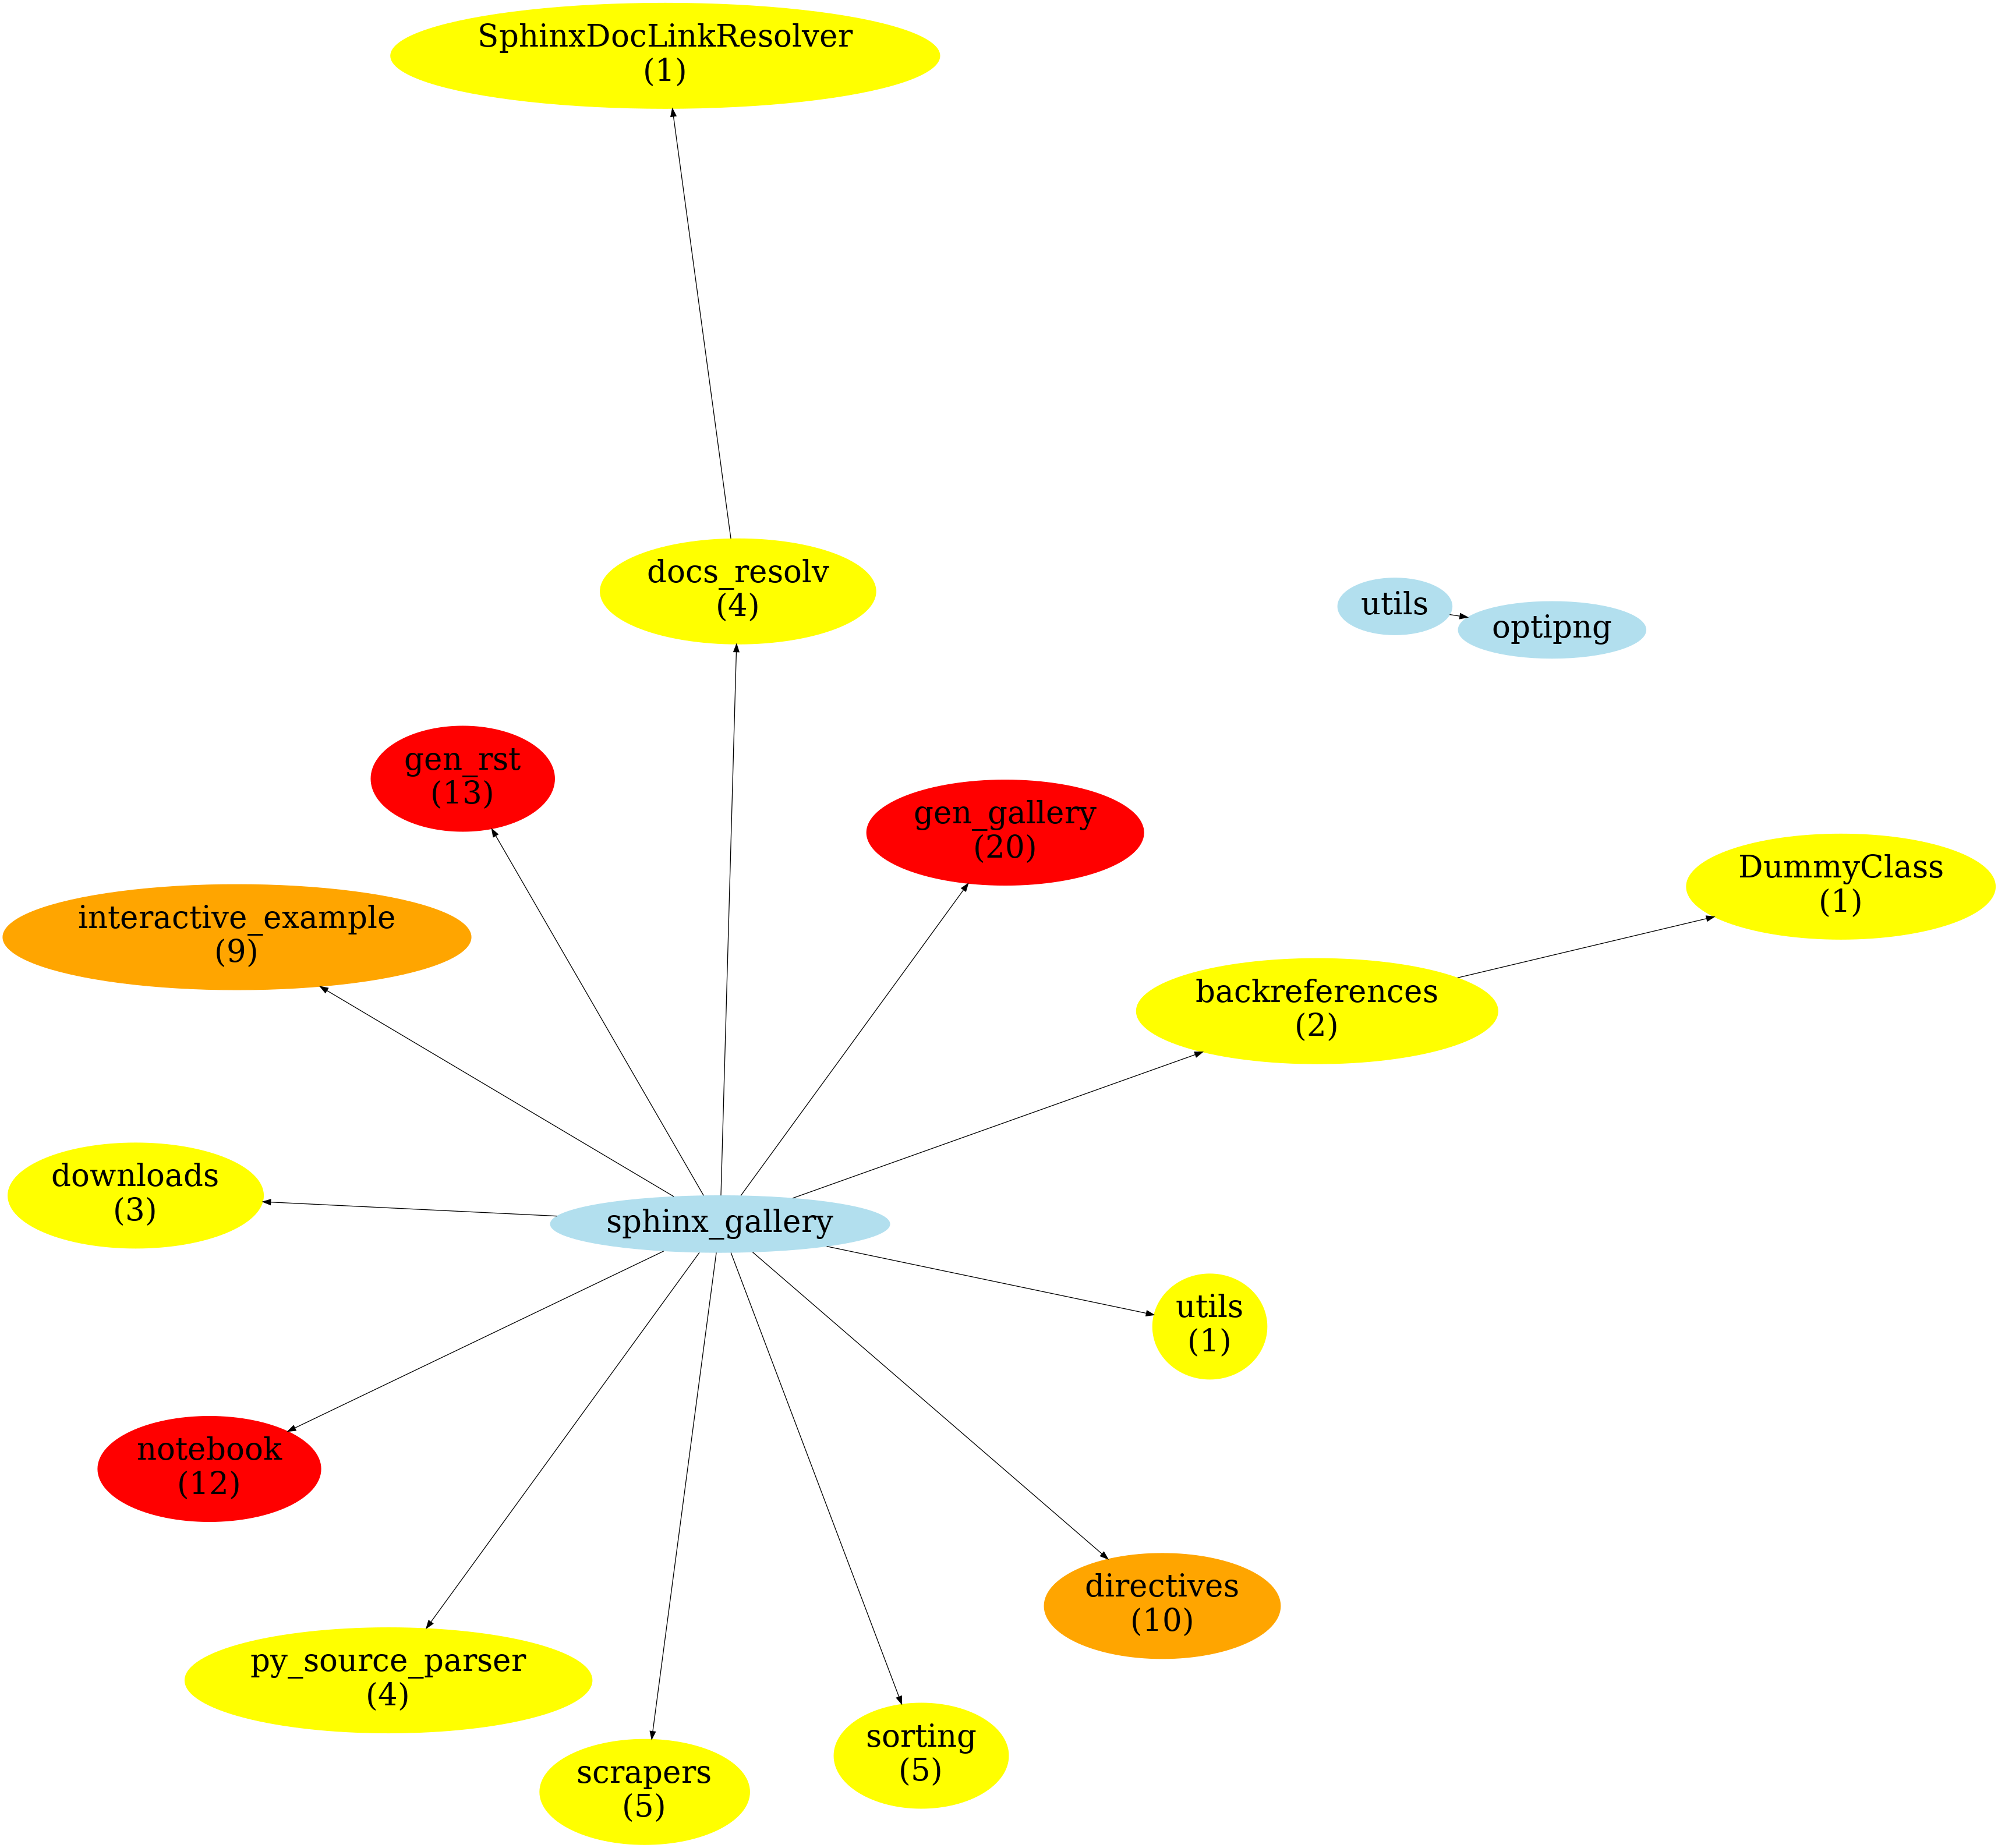 SphinxDocLinkResolver
(1)
docs_resolv
(4)
utils
optipng
gen_rst
(13)
gen_gallery
(20)
DummyClass
(1)
interactive_example
(9)
backreferences
(2)
downloads
(3)
sphinx_gallery
utils
(1)
notebook
(12)
directives
(10)
py_source_parser
(4)
sorting
(5)
scrapers
(5)